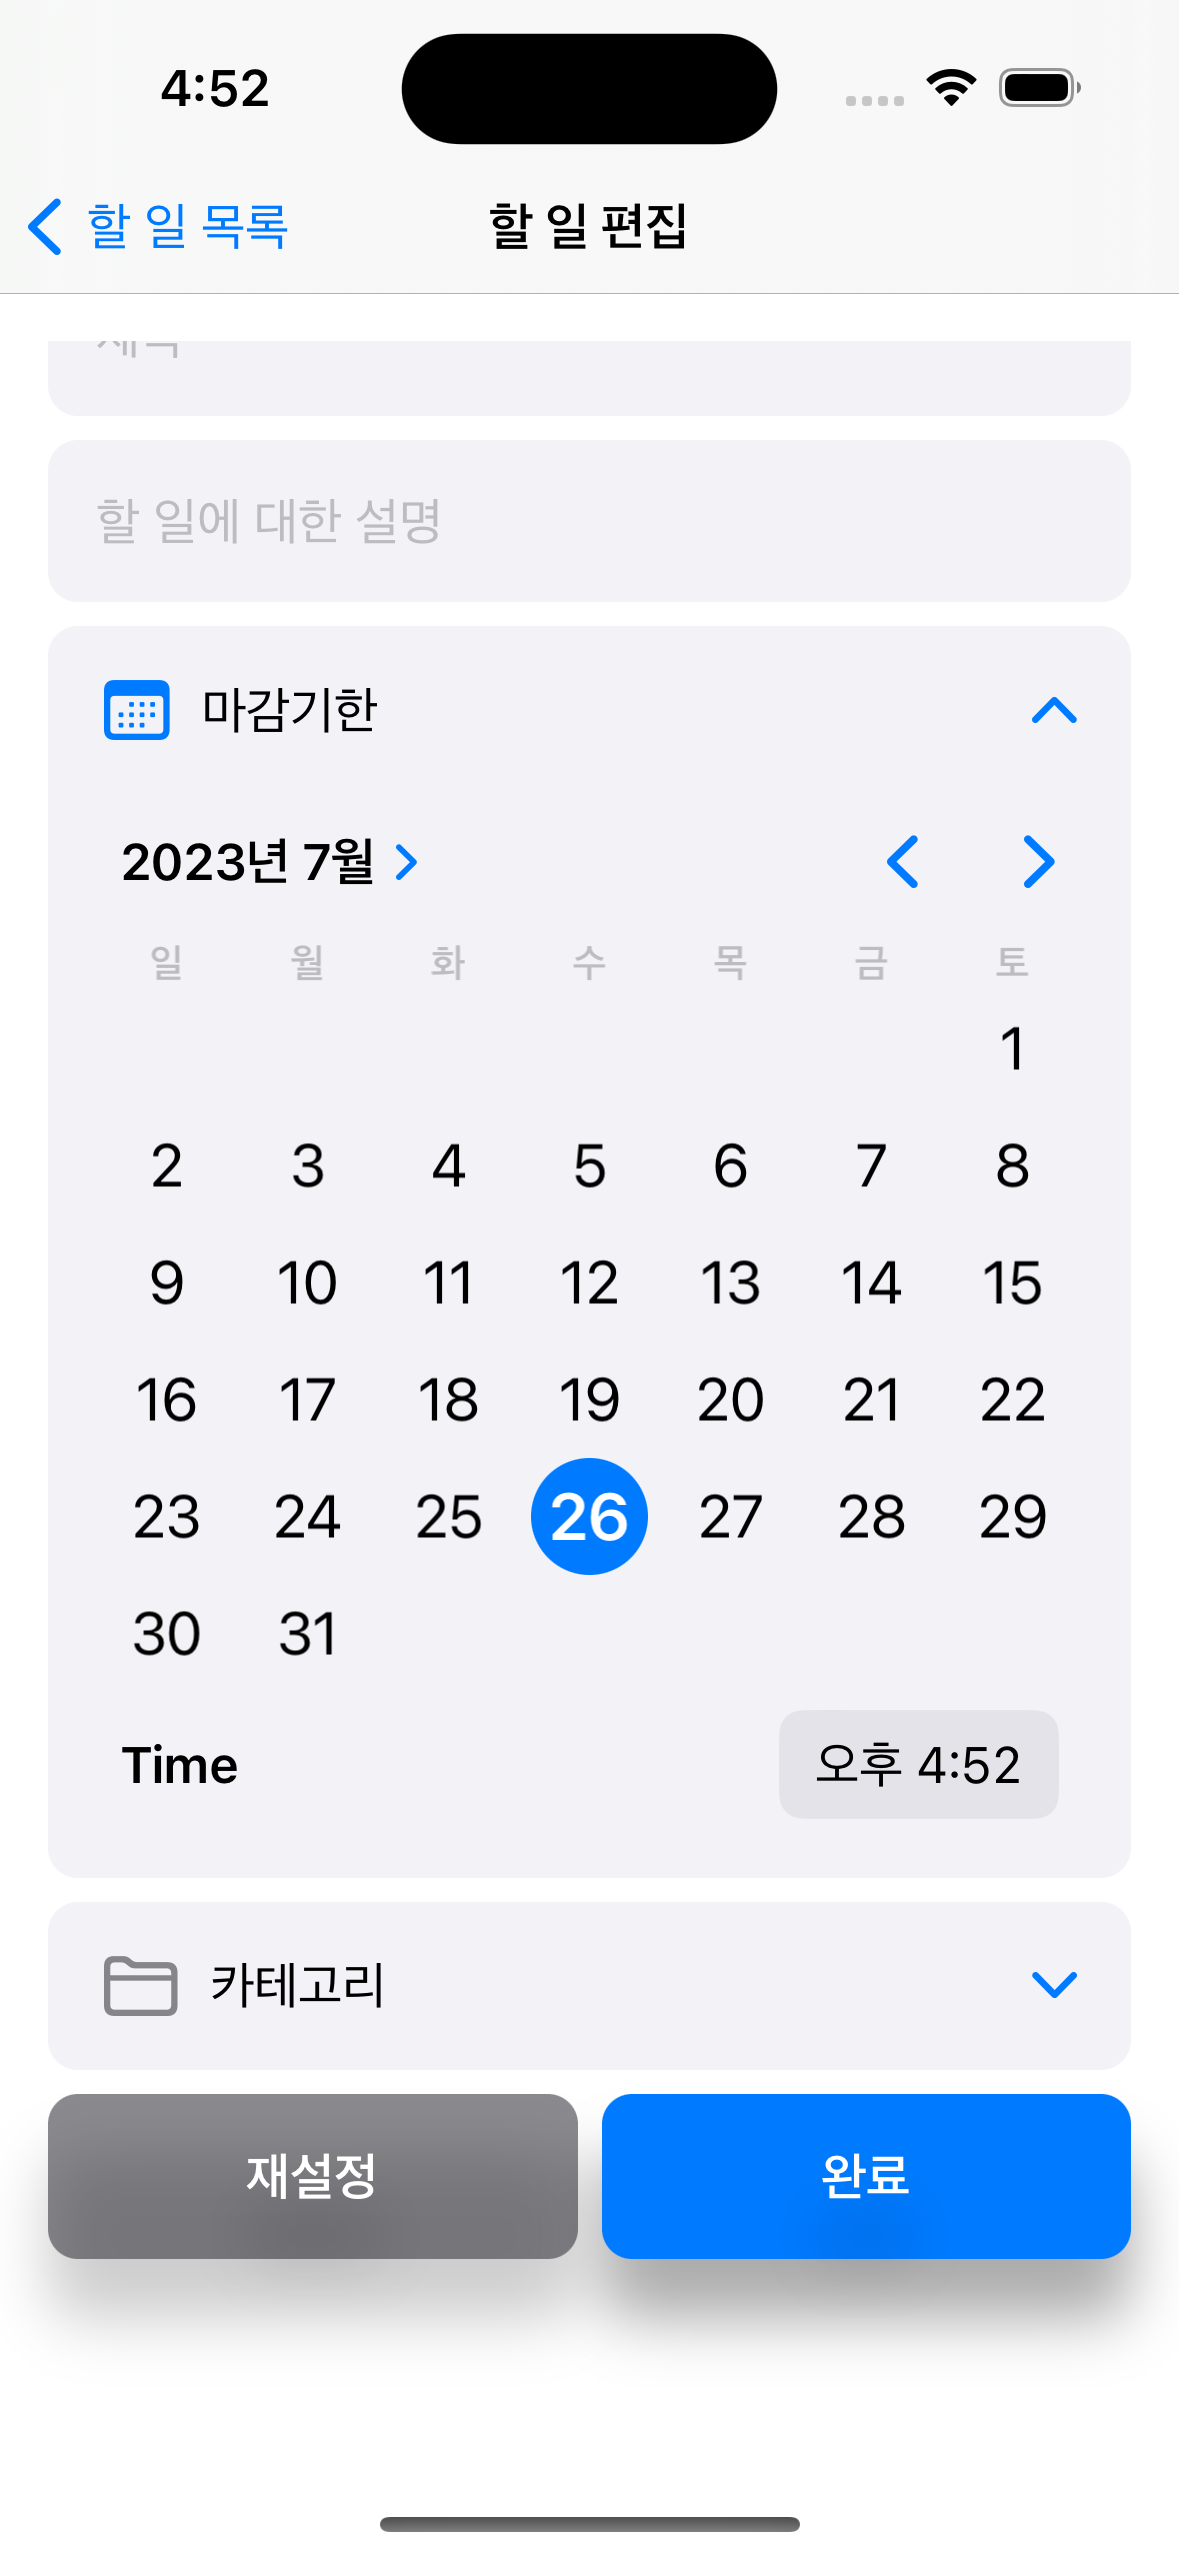 4:52
할 일 목록
할 일 편집
할 일에 대한 설명
마감기한
2023년 7월
일 월 화 수 목 금 토
1
2 3 4 5 6 7 8
9 10 11 12 13 14 15
16 17 18 19 20 21 22
23 24 25 26 27 28 29
30 31
Time 오후 4:52
카테고리
재설정 완료